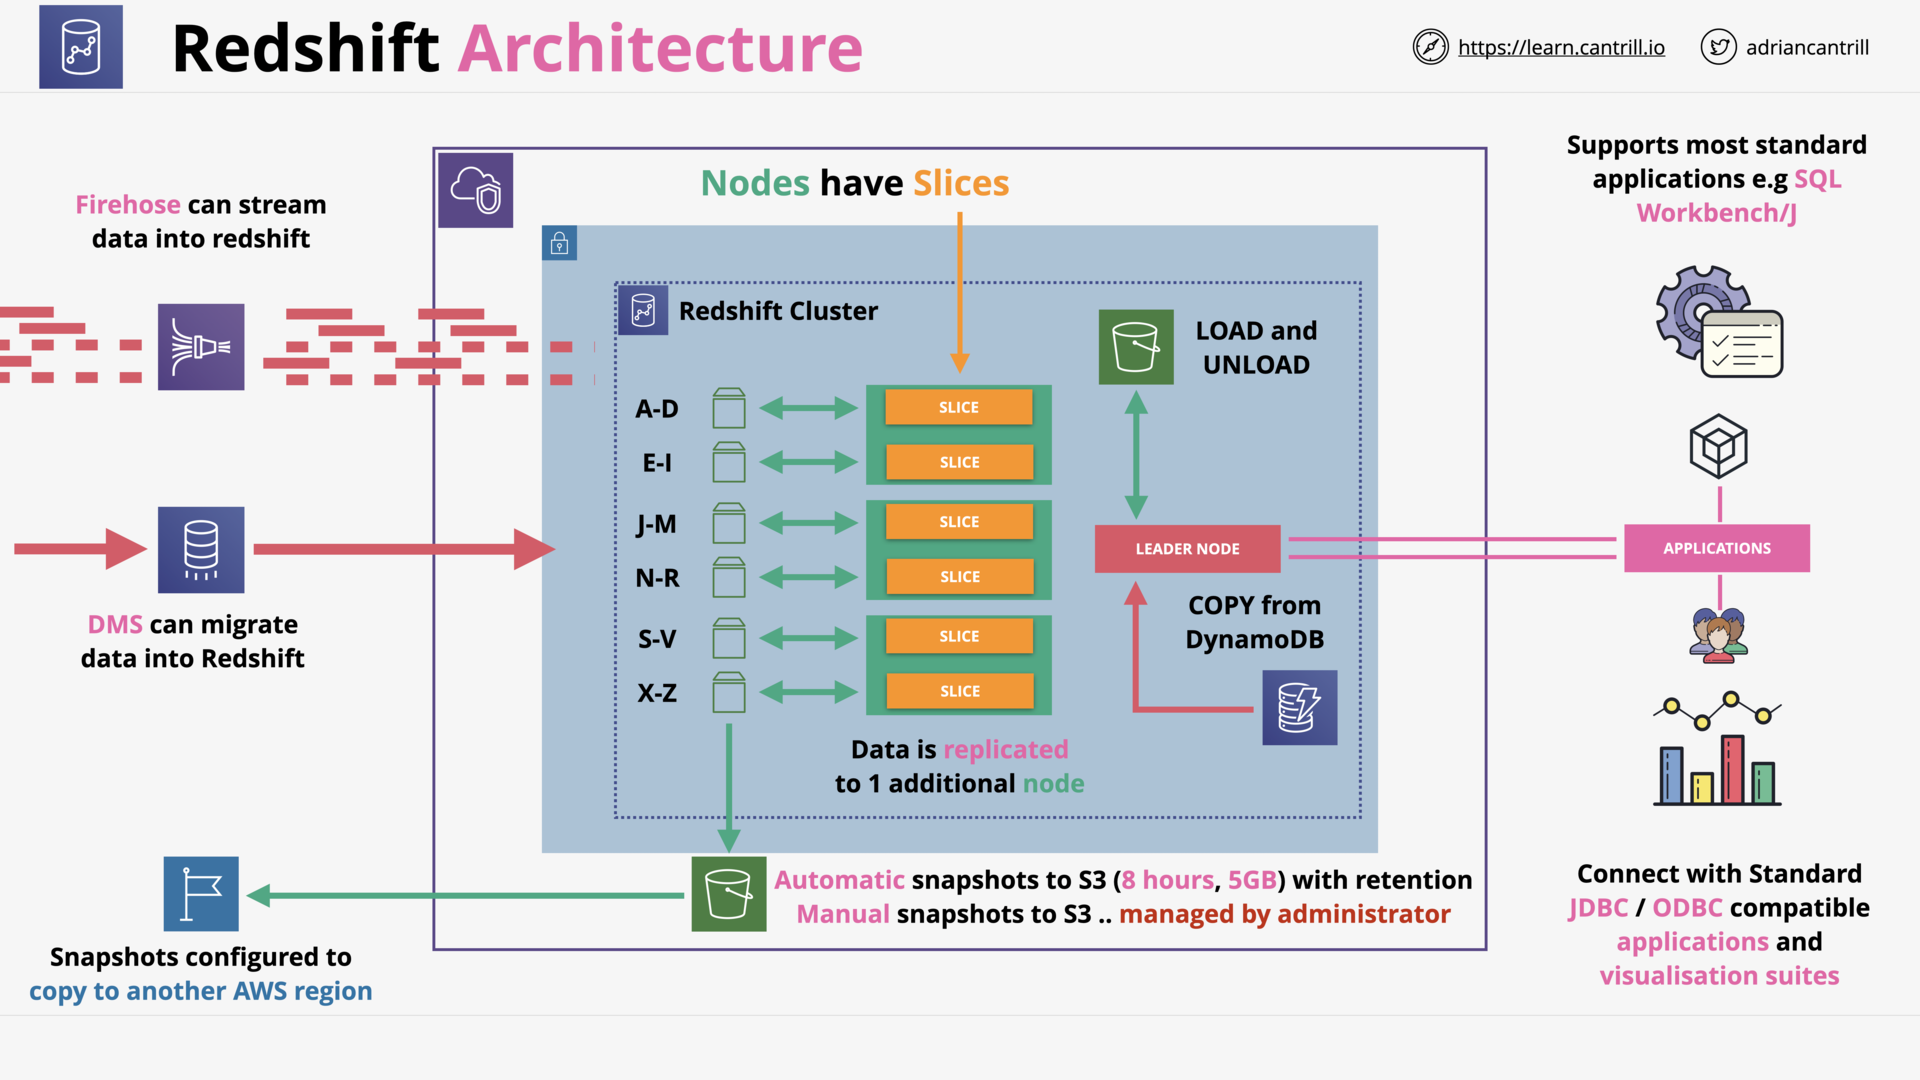 Redshift Architecture
https://learn.cantrill.io
adriancantrill
Firehose can stream
data into redshift
DMS can migrate
data into Redshift
Snapshots configured to
copy to another AWS region
Nodes have Slices
Redshift Cluster
A-D
SLICE
E-I
SLICE
J-M
SLICE
N-R
SLICE
S-V
SLICE
X-Z
SLICE
Data is replicated
to 1 additional node
LOAD and
UNLOAD
LEADER NODE
COPY from
DynamoDB
Automatic snapshots to S3 (8 hours, 5GB) with retention
Manual snapshots to S3 .. managed by administrator
Supports most standard
applications e.g SQL
Workbench/J
APPLICATIONS
Connect with Standard
JDBC / ODBC compatible
applications and
visualisation suites